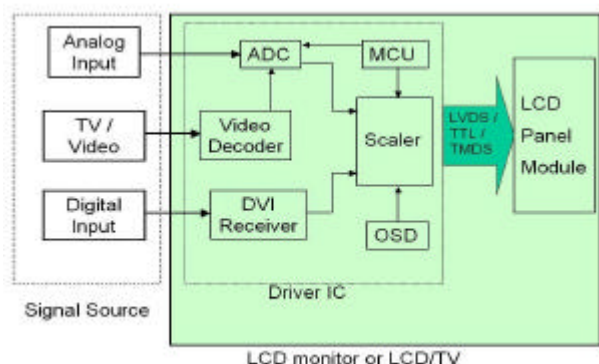 Analog
Input
TV /
Video
Digital
Input
Signal Source
ADC
MCU
Video
Decoder
Scaler
DVI
Receiver
OSD
Driver IC
LVDS /
TTL /
TMDS
LCD
Panel
Module
LCD monitor or LCD/TV